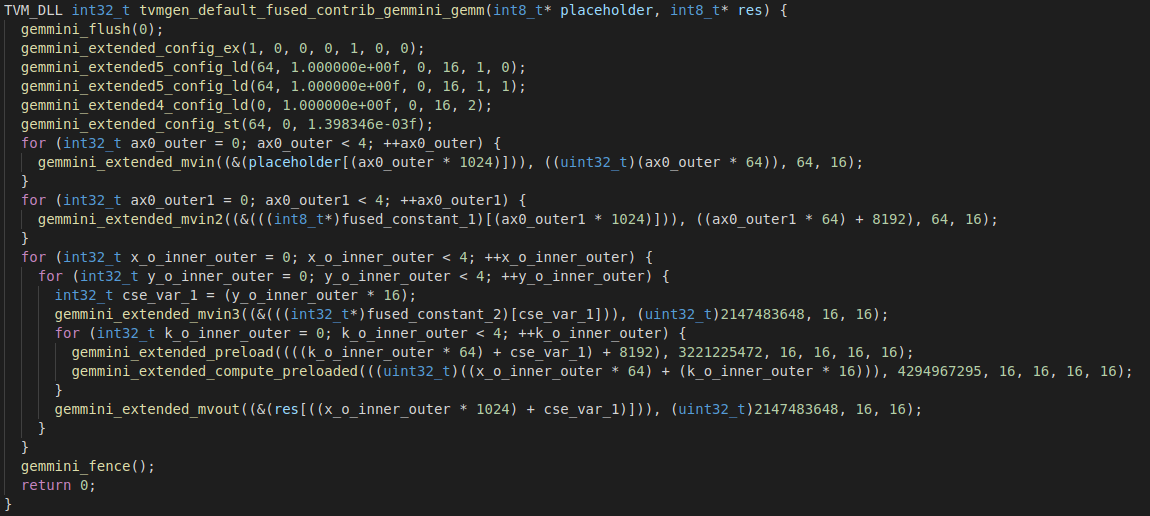 TVM_DLL int32_t tvmgen_default_fused_contrib_gemmini_gemm(int8_t* placeholder, int8_t* res) {
  gemmini_flush(0);
  gemmini_extended_config_ex(1, 0, 0, 0, 1, 0, 0);
  gemmini_extended5_config_ld(64, 1.000000e+00f, 0, 16, 1, 0);
  gemmini_extended5_config_ld(64, 1.000000e+00f, 0, 16, 1, 1);
  gemmini_extended4_config_ld(0, 1.000000e+00f, 0, 16, 2);
  gemmini_extended_config_st(64, 0, 1.398346e-03f);
  for (int32_t ax0_outer = 0; ax0_outer < 4; ++ax0_outer) {
    gemmini_extended_mvin((&(placeholder[(ax0_outer * 1024)])), ((uint32_t)(ax0_outer * 64)), 64, 16);
  }
  for (int32_t ax0_outer1 = 0; ax0_outer1 < 4; ++ax0_outer1) {
    gemmini_extended_mvin2((&(((int8_t*)fused_constant_1)[(ax0_outer1 * 1024)])), ((ax0_outer1 * 64) + 8192), 64, 16);
  }
  for (int32_t x_o_inner_outer = 0; x_o_inner_outer < 4; ++x_o_inner_outer) {
    for (int32_t y_o_inner_outer = 0; y_o_inner_outer < 4; ++y_o_inner_outer) {
      int32_t cse_var_1 = (y_o_inner_outer * 16);
      gemmini_extended_mvin3((&(((int32_t*)fused_constant_2)[cse_var_1])), (uint32_t)2147483648, 16, 16);
      for (int32_t k_o_inner_outer = 0; k_o_inner_outer < 4; ++k_o_inner_outer) {
        gemmini_extended_preload((((k_o_inner_outer * 64) + cse_var_1) + 8192), 3221225472, 16, 16, 16, 16);
        gemmini_extended_compute_preloaded(((uint32_t)((x_o_inner_outer * 64) + (k_o_inner_outer * 16))), 4294967295, 16, 16, 16, 16);
      }
      gemmini_extended_mvout((&(res[((x_o_inner_outer * 1024) + cse_var_1)])), (uint32_t)2147483648, 16, 16);
    }
  }
  gemmini_fence();
  return 0;
}